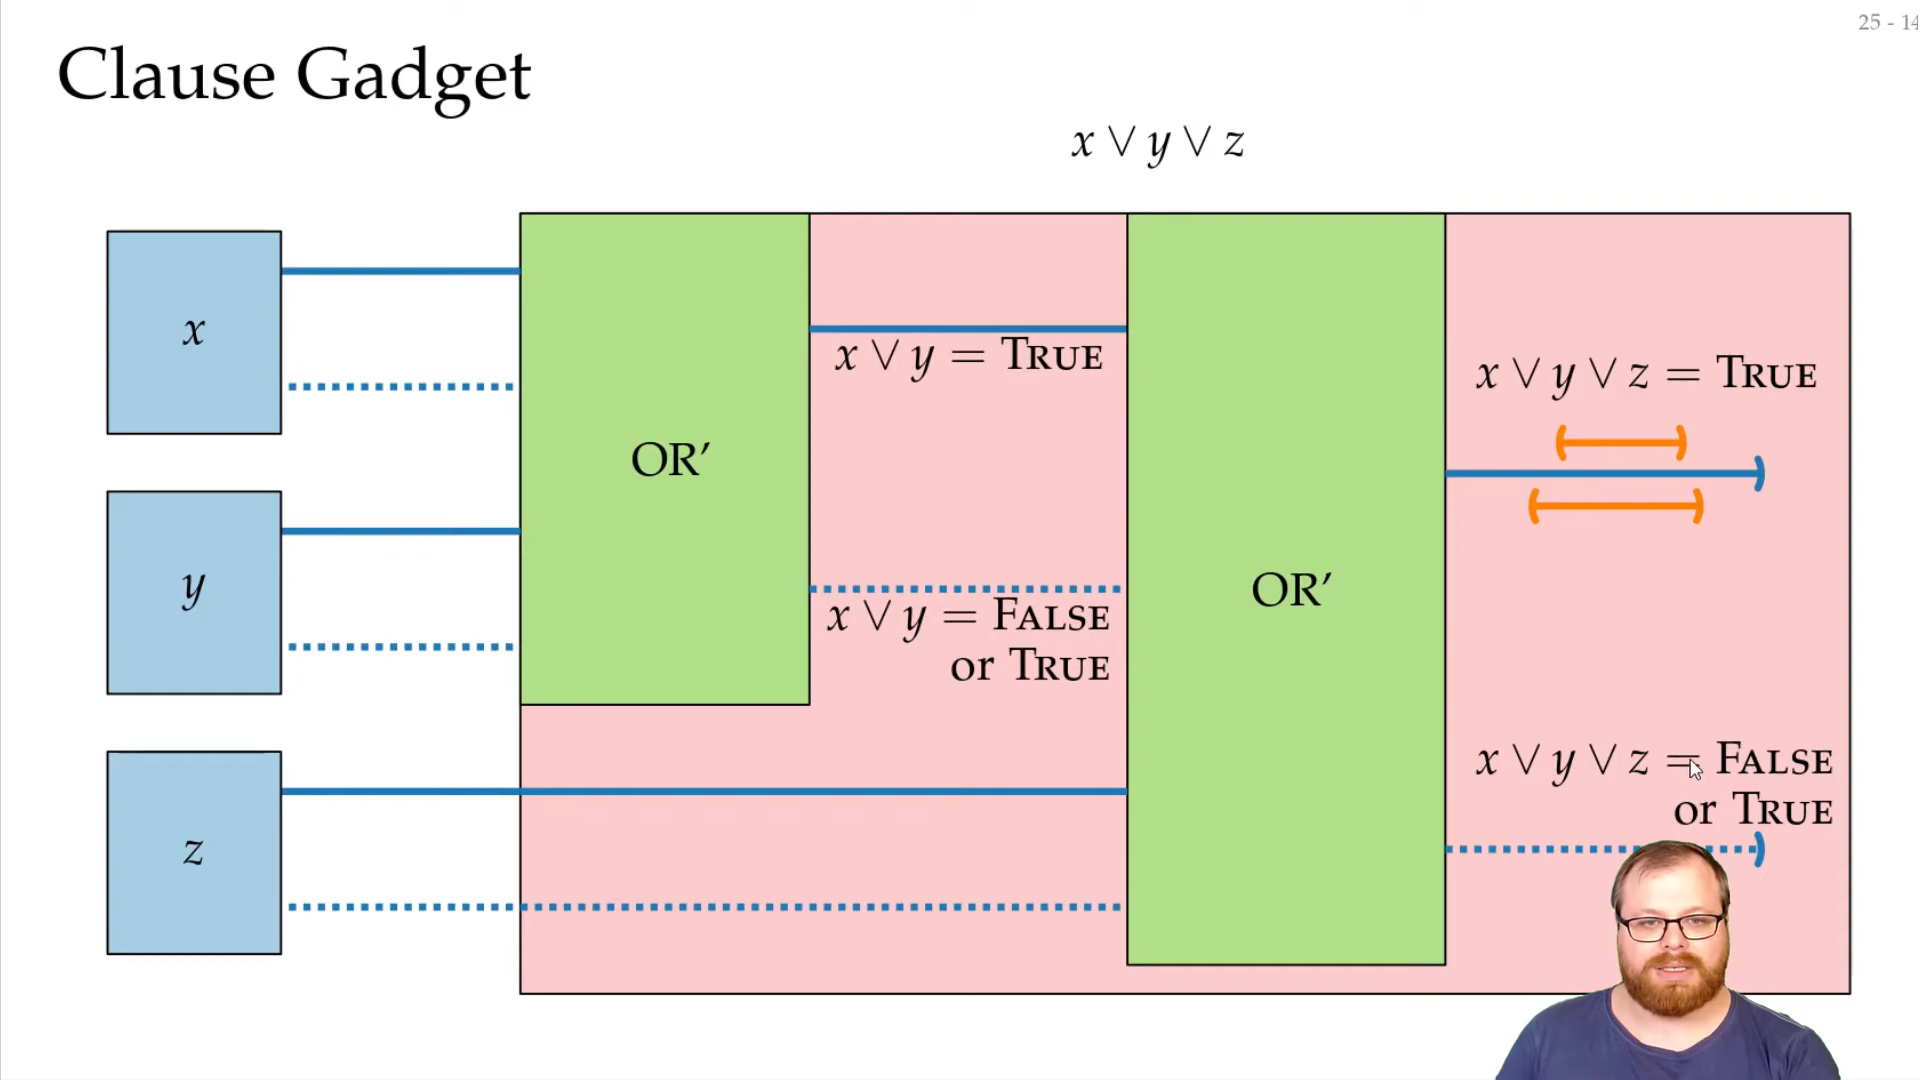 25 - 14
Clause Gadget
x ∨ y ∨ z
x
y
z
OR’
x ∨ y = TRUE
x ∨ y = FALSE
or TRUE
OR’
x ∨ y ∨ z = TRUE
x ∨ y ∨ z = FALSE
or TRUE